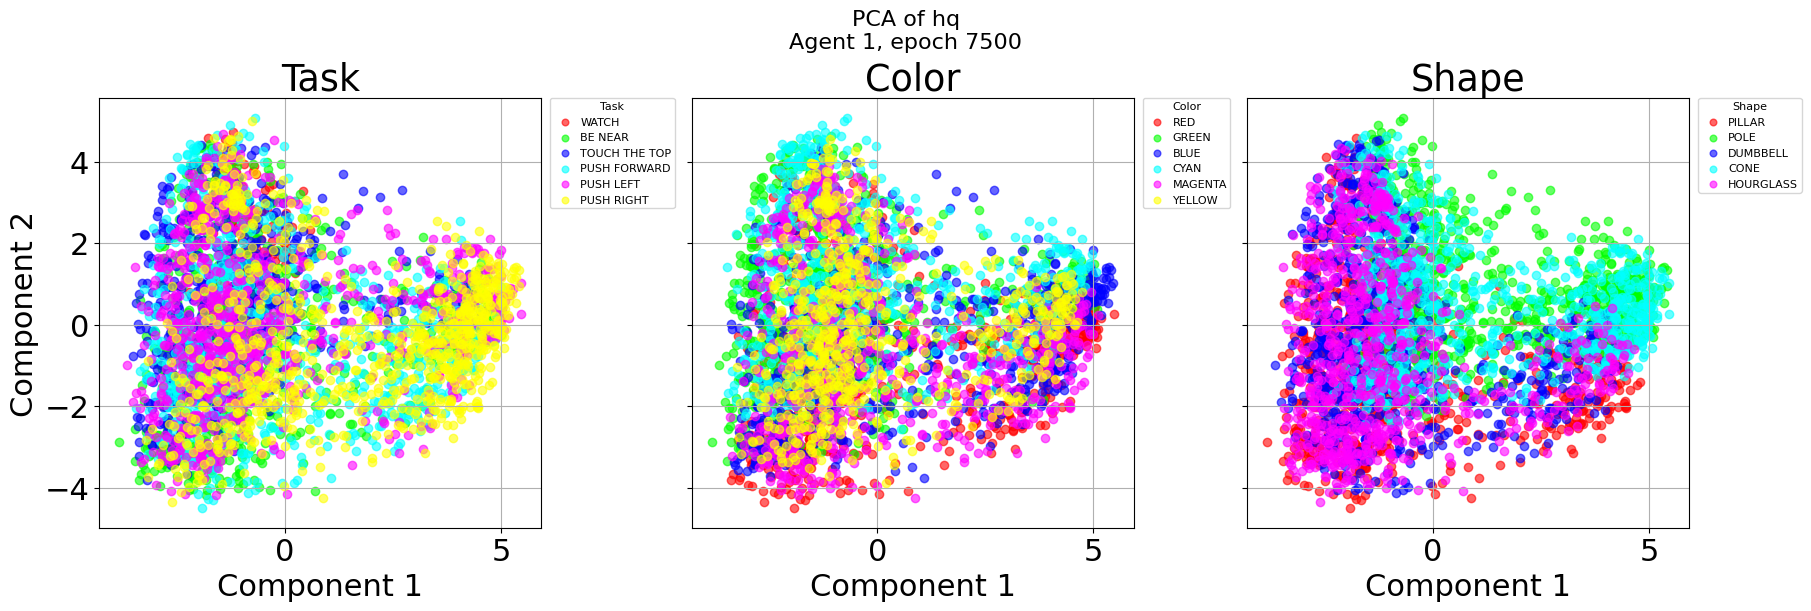 PCA of hq
Agent 1, epoch 7500
Task
Component 2
4
2
0
−2
−4
0
5
Component 1
Task
WATCH
BE NEAR
TOUCH THE TOP
PUSH FORWARD
PUSH LEFT
PUSH RIGHT
Color
0
5
Component 1
Color
RED
GREEN
BLUE
CYAN
MAGENTA
YELLOW
Shape
0
5
Component 1
Shape
PILLAR
POLE
DUMBBELL
CONE
HOURGLASS